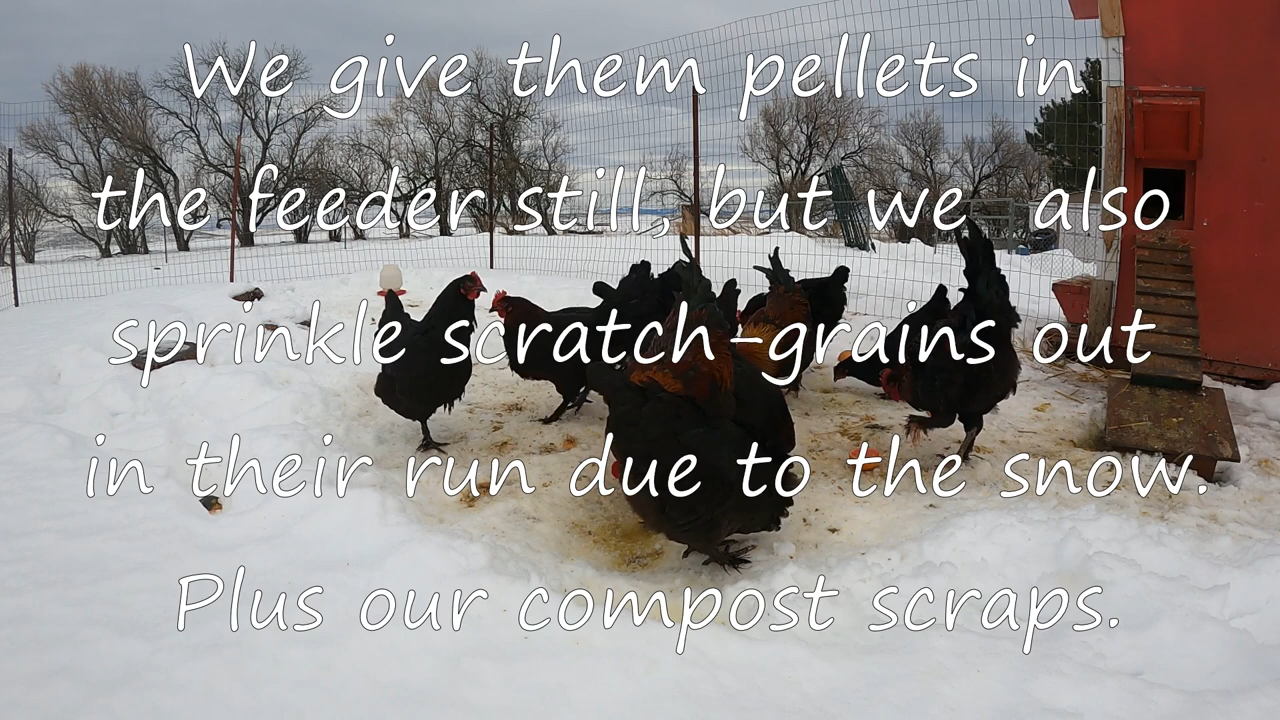 We give them pellets in
the feeder still, but we also
sprinkle scratch-grains out
in their run due to the snow.
Plus our compost scraps.